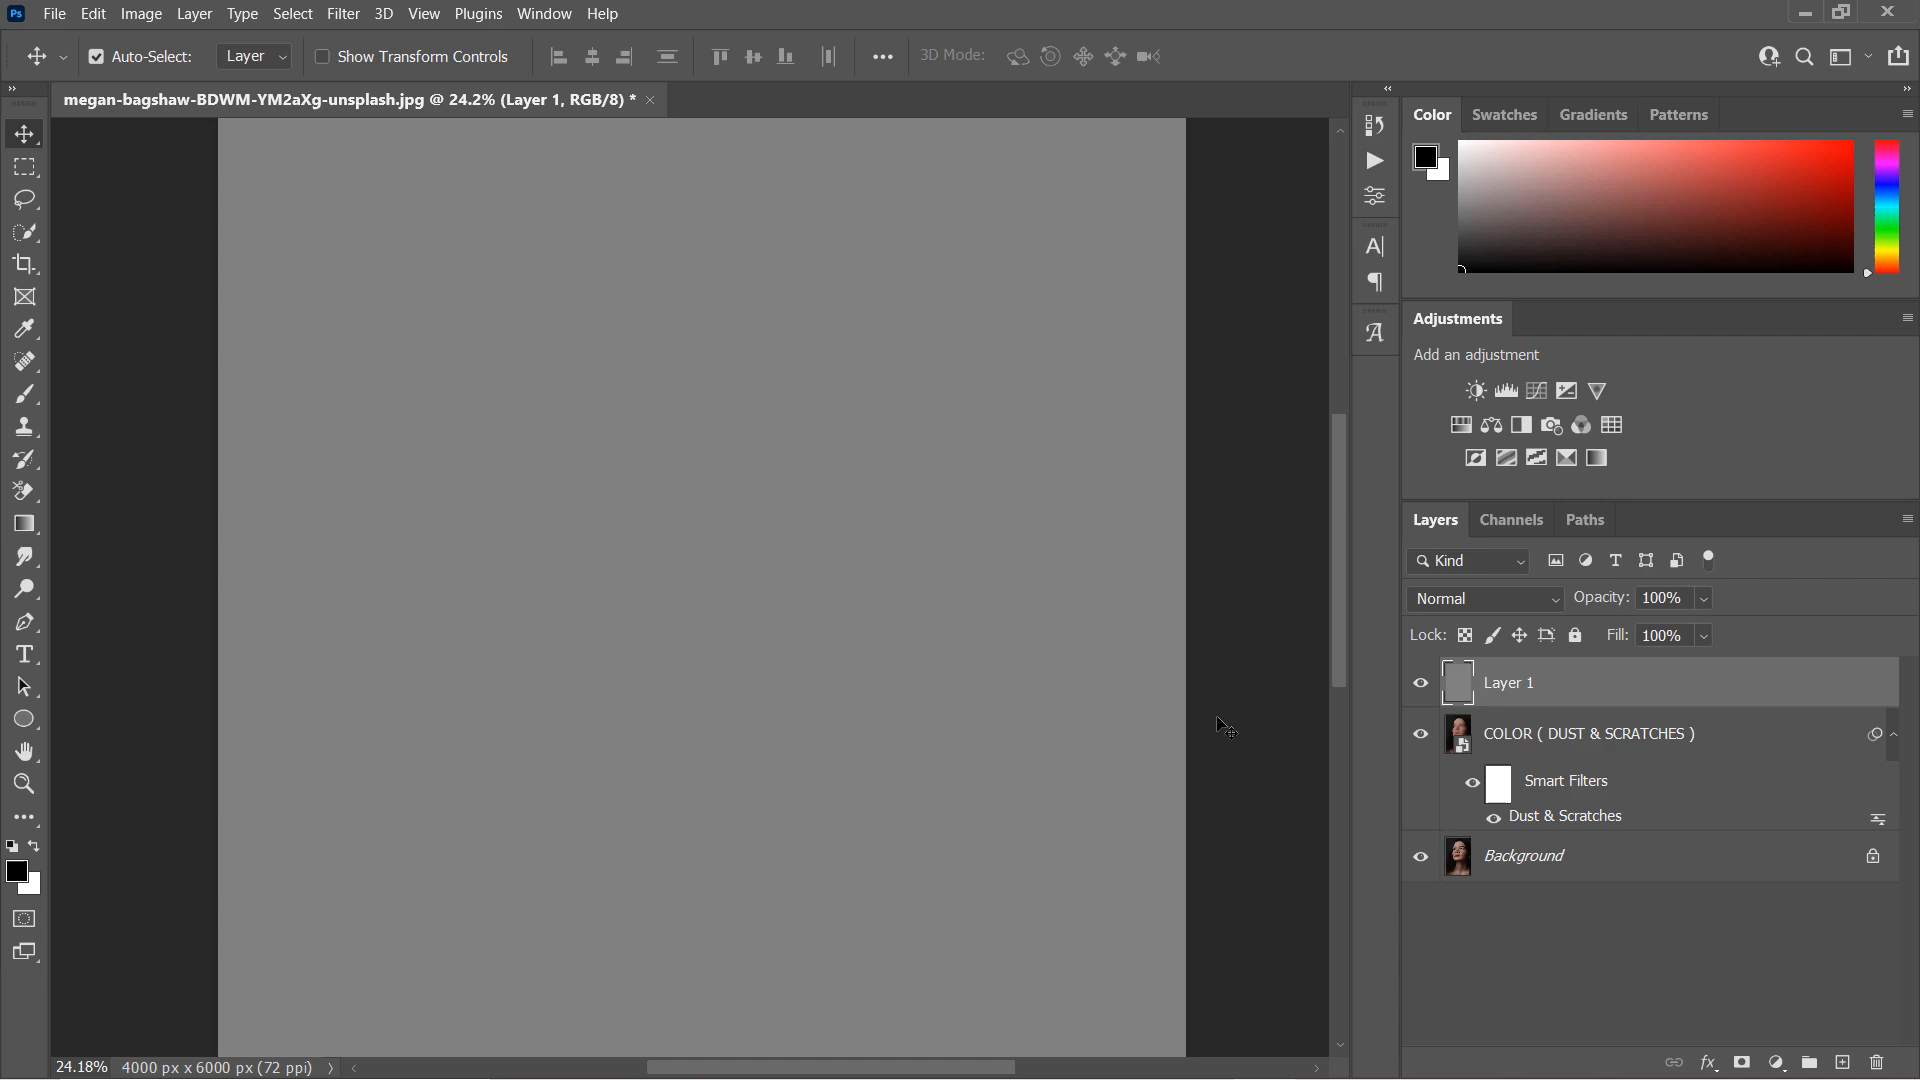 Ps File Edit Image Layer Type Select Filter 3D View Plugins Window Help
Auto-Select: Layer Show Transform Controls 3D Mode:
megan-bagshaw-BDWM-YM2aXg-unsplash.jpg @ 24.2% (Layer 1, RGB/8) *
Color Swatches Gradients Patterns
Adjustments
Add an adjustment
Layers Channels Paths
Kind
Normal Opacity: 100%
Lock: Fill: 100%
Layer 1
COLOR ( DUST & SCRATCHES )
Smart Filters
Dust & Scratches
Background
24.18% 4000 px x 6000 px (72 ppi)